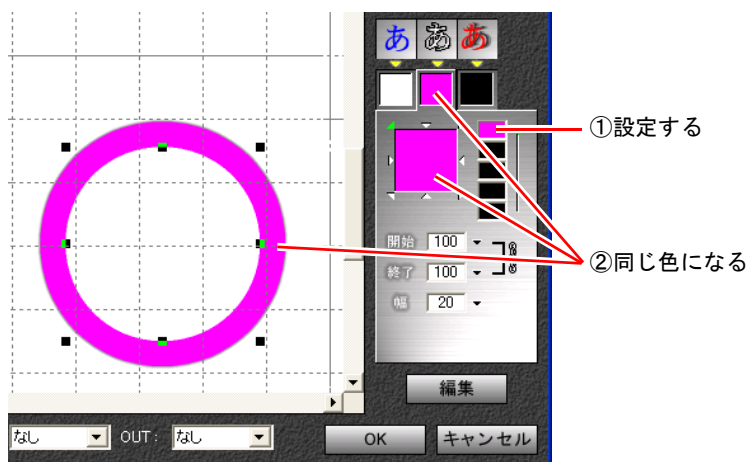 あ あ あ
①設定する
開始 100
②同じ色になる
終了 100
幅 20
編集
なし OUT： なし
OK キャンセル